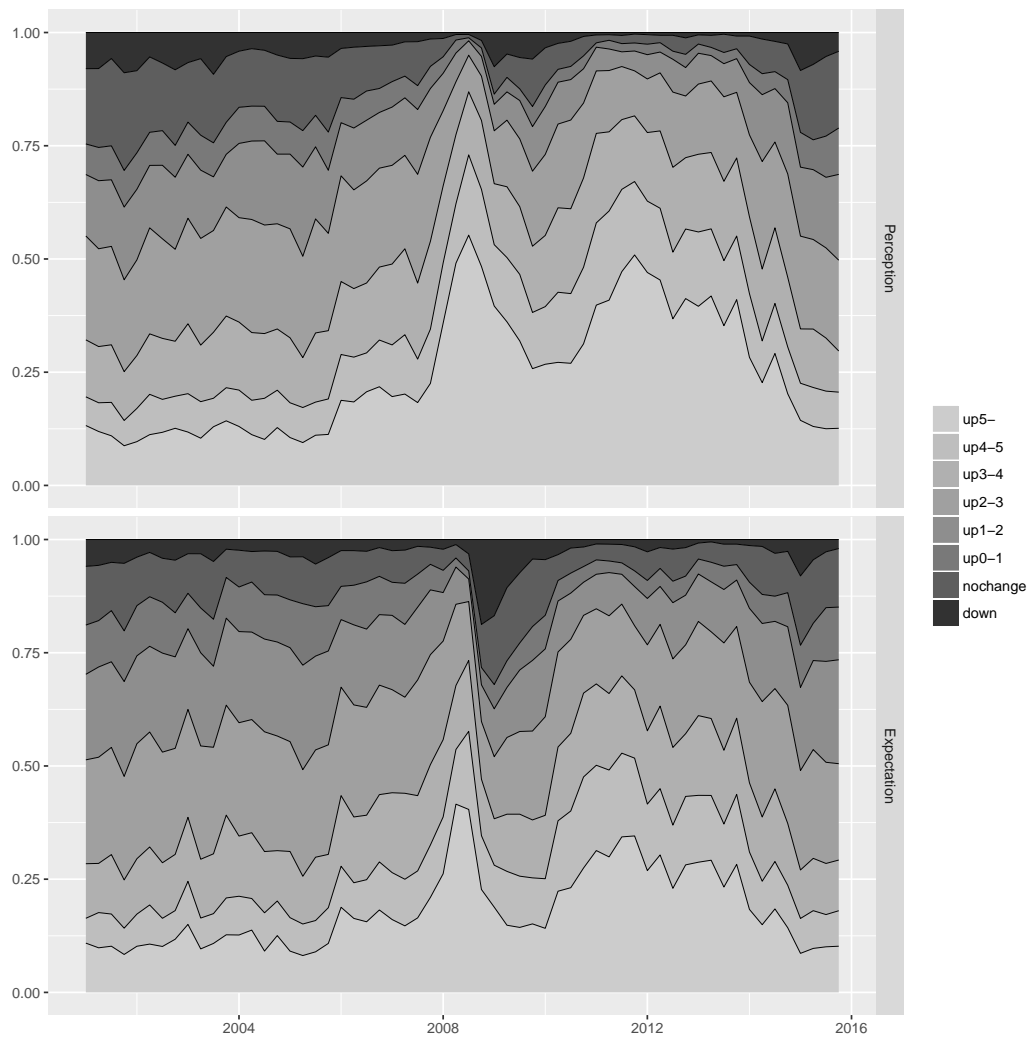 1.00
0.75
0.50
0.25
0.00
Perception
1.00
0.75
0.50
0.25
0.00
Expectation
2004
2008
2012
2016
up5–
up4–5
up3–4
up2–3
up1–2
up0–1
nochange
down